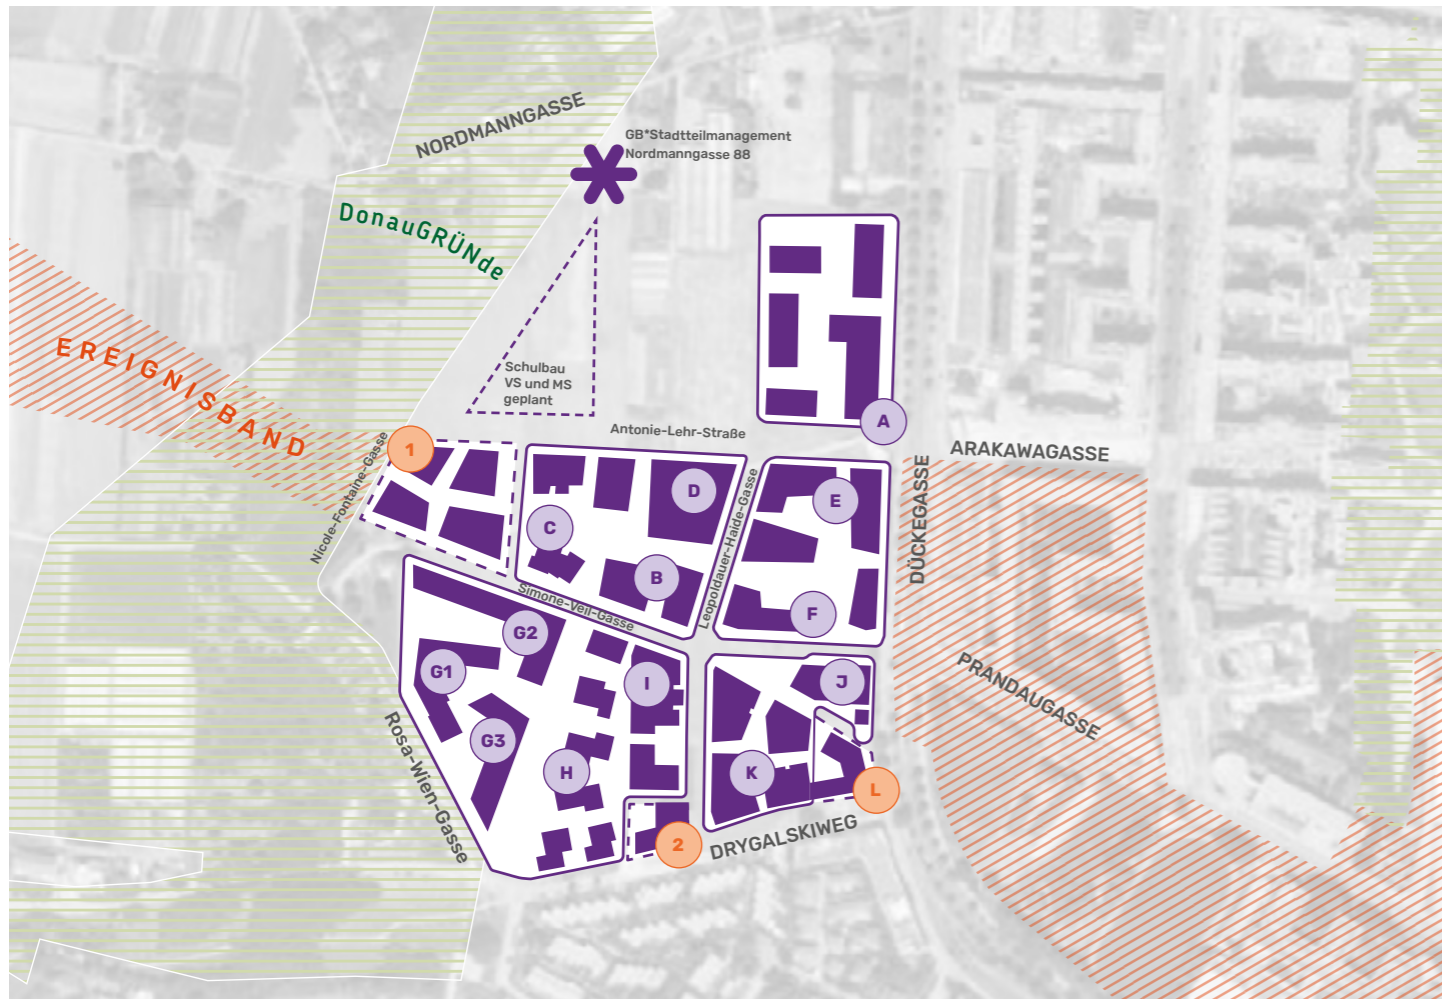 NORDMANNGASSE
GB*Stadtteilmanagement
Nordmanngasse 88
DonauGRÜNde
EREIGNISBAND
Schulbau
VS und MS
geplant
A
Antonie-Lehr-Straße
1
ARAKAWAGASSE
Nicole-Fontaine-Gasse
D
E
C
Leopoldauer-Haide-Gasse
DÜCKEGASSE
B
Simone-Veil-Gasse
F
G2
G1
I
J
PRANDAUGASSE
G3
Rosa-Wien-Gasse
H
K
L
2
DRYGALSKIWEG